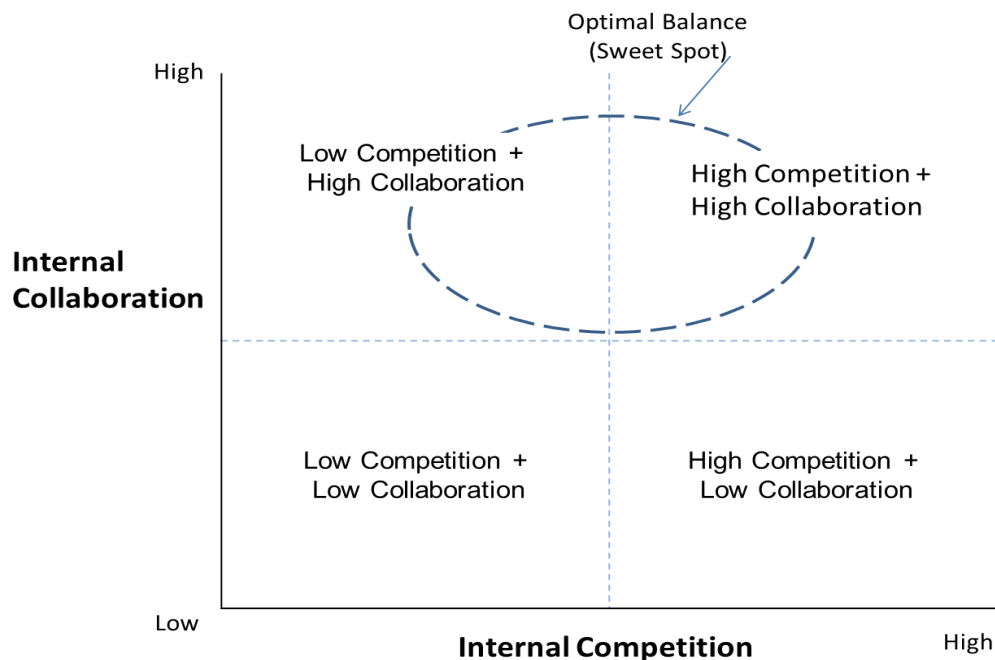 Optimal Balance
(Sweet Spot)
High
Low Competition +
High Collaboration
High Competition +
High Collaboration
Internal
Collaboration
Low Competition +
Low Collaboration
High Competition +
Low Collaboration
Low
Internal Competition
High